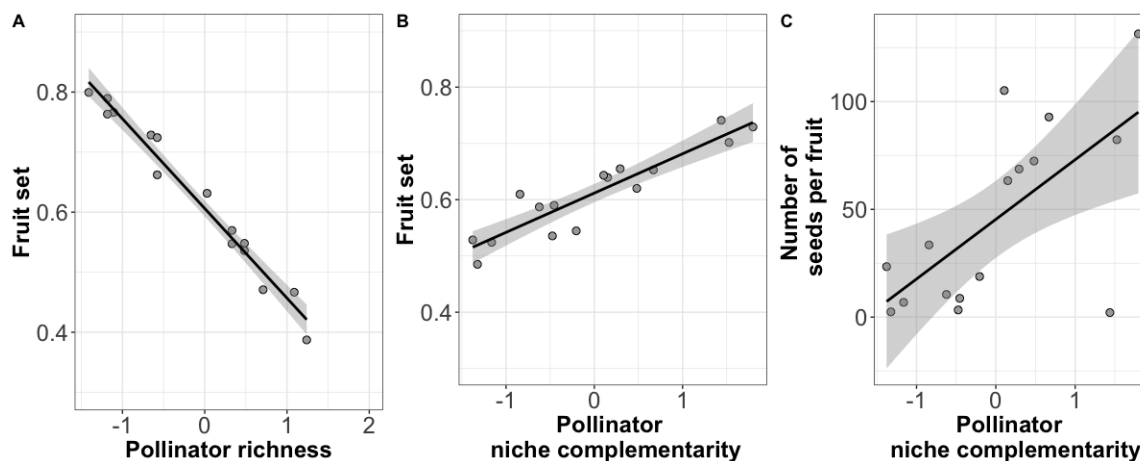 A
B
C
Fruit set
0.8
0.6
0.4
-1
0
1
2
Pollinator richness
Fruit set
0.8
0.6
0.4
-1
0
1
Pollinator
niche complementarity
Number of
seeds per fruit
100
50
0
-1
0
1
Pollinator
niche complementarity